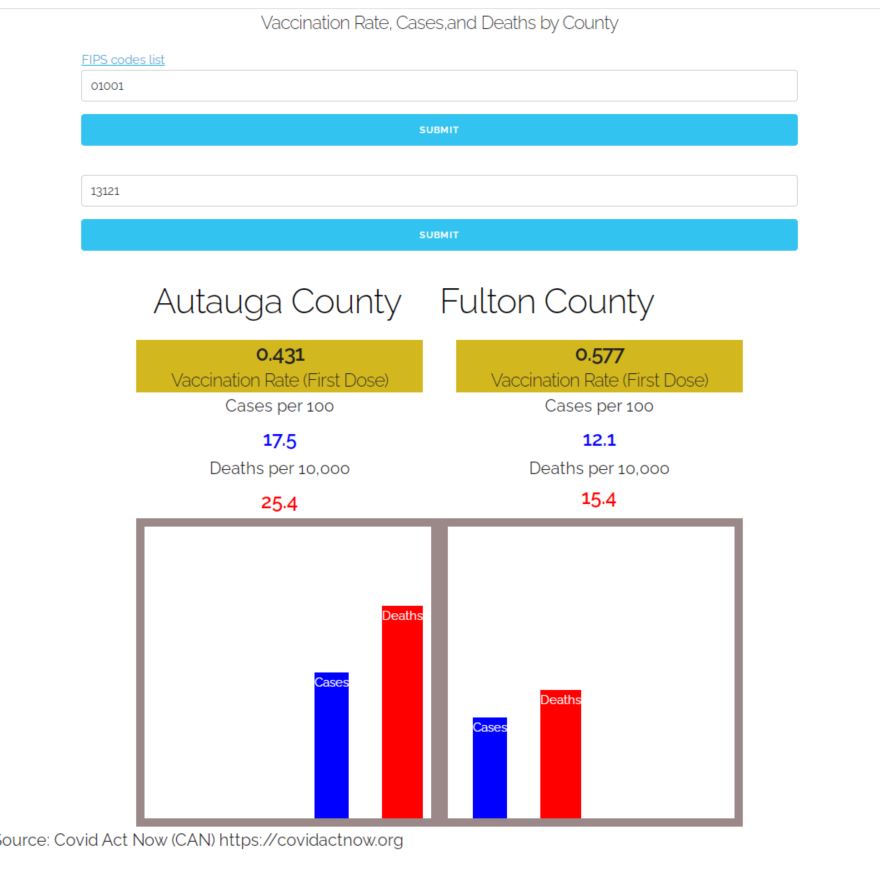 Vaccination Rate, Cases,and Deaths by County
FIPS codes list
01001
SUBMIT
13121
SUBMIT
Autauga County
Fulton County
0.431
Vaccination Rate (First Dose)
Cases per 100
17.5
Deaths per 10,000
25.4
0.577
Vaccination Rate (First Dose)
Cases per 100
12.1
Deaths per 10,000
15.4
Deaths
Cases
Deaths
Cases
Source: Covid Act Now (CAN) https://covidactnow.org